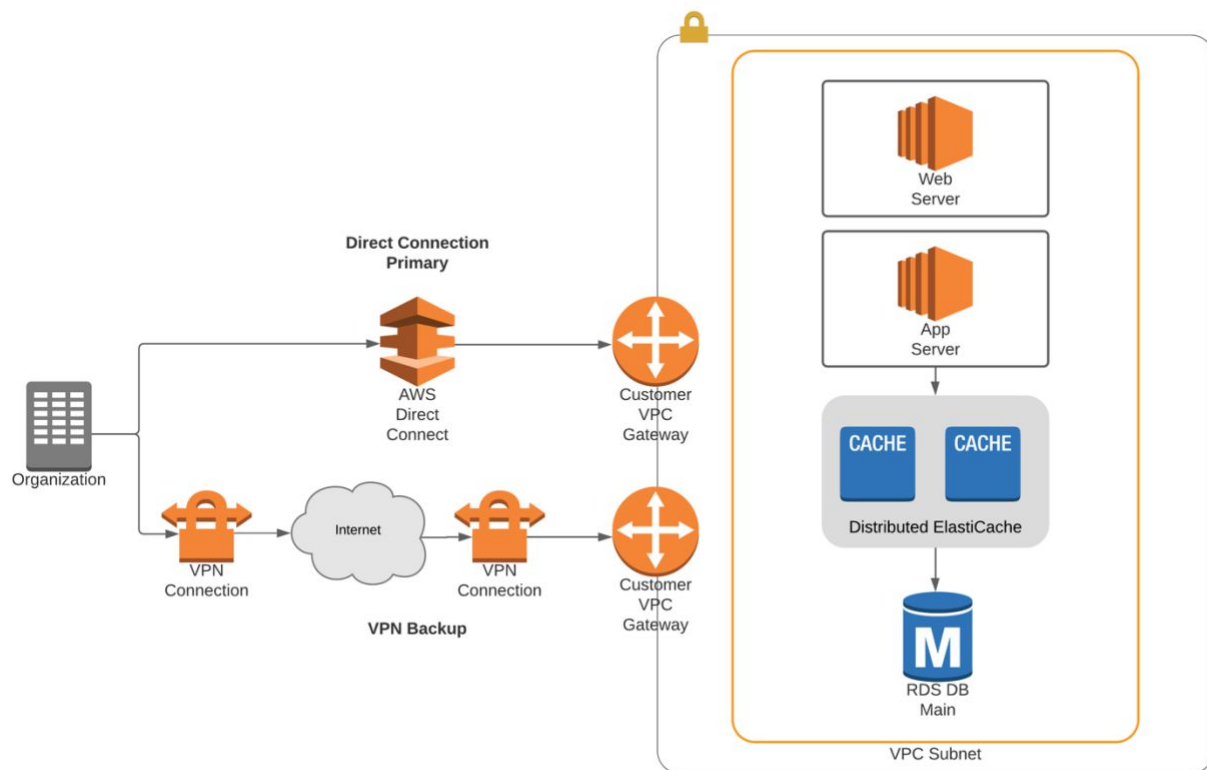 Web
Server
Direct Connection
Primary
App
Server
AWS
Direct
Connect
Customer
VPC
Gateway
CACHE
CACHE
Distributed ElastiCache
Organization
Internet
VPN
Connection
VPN
Connection
Customer
VPC
Gateway
VPN Backup
M
RDS DB
Main
VPC Subnet